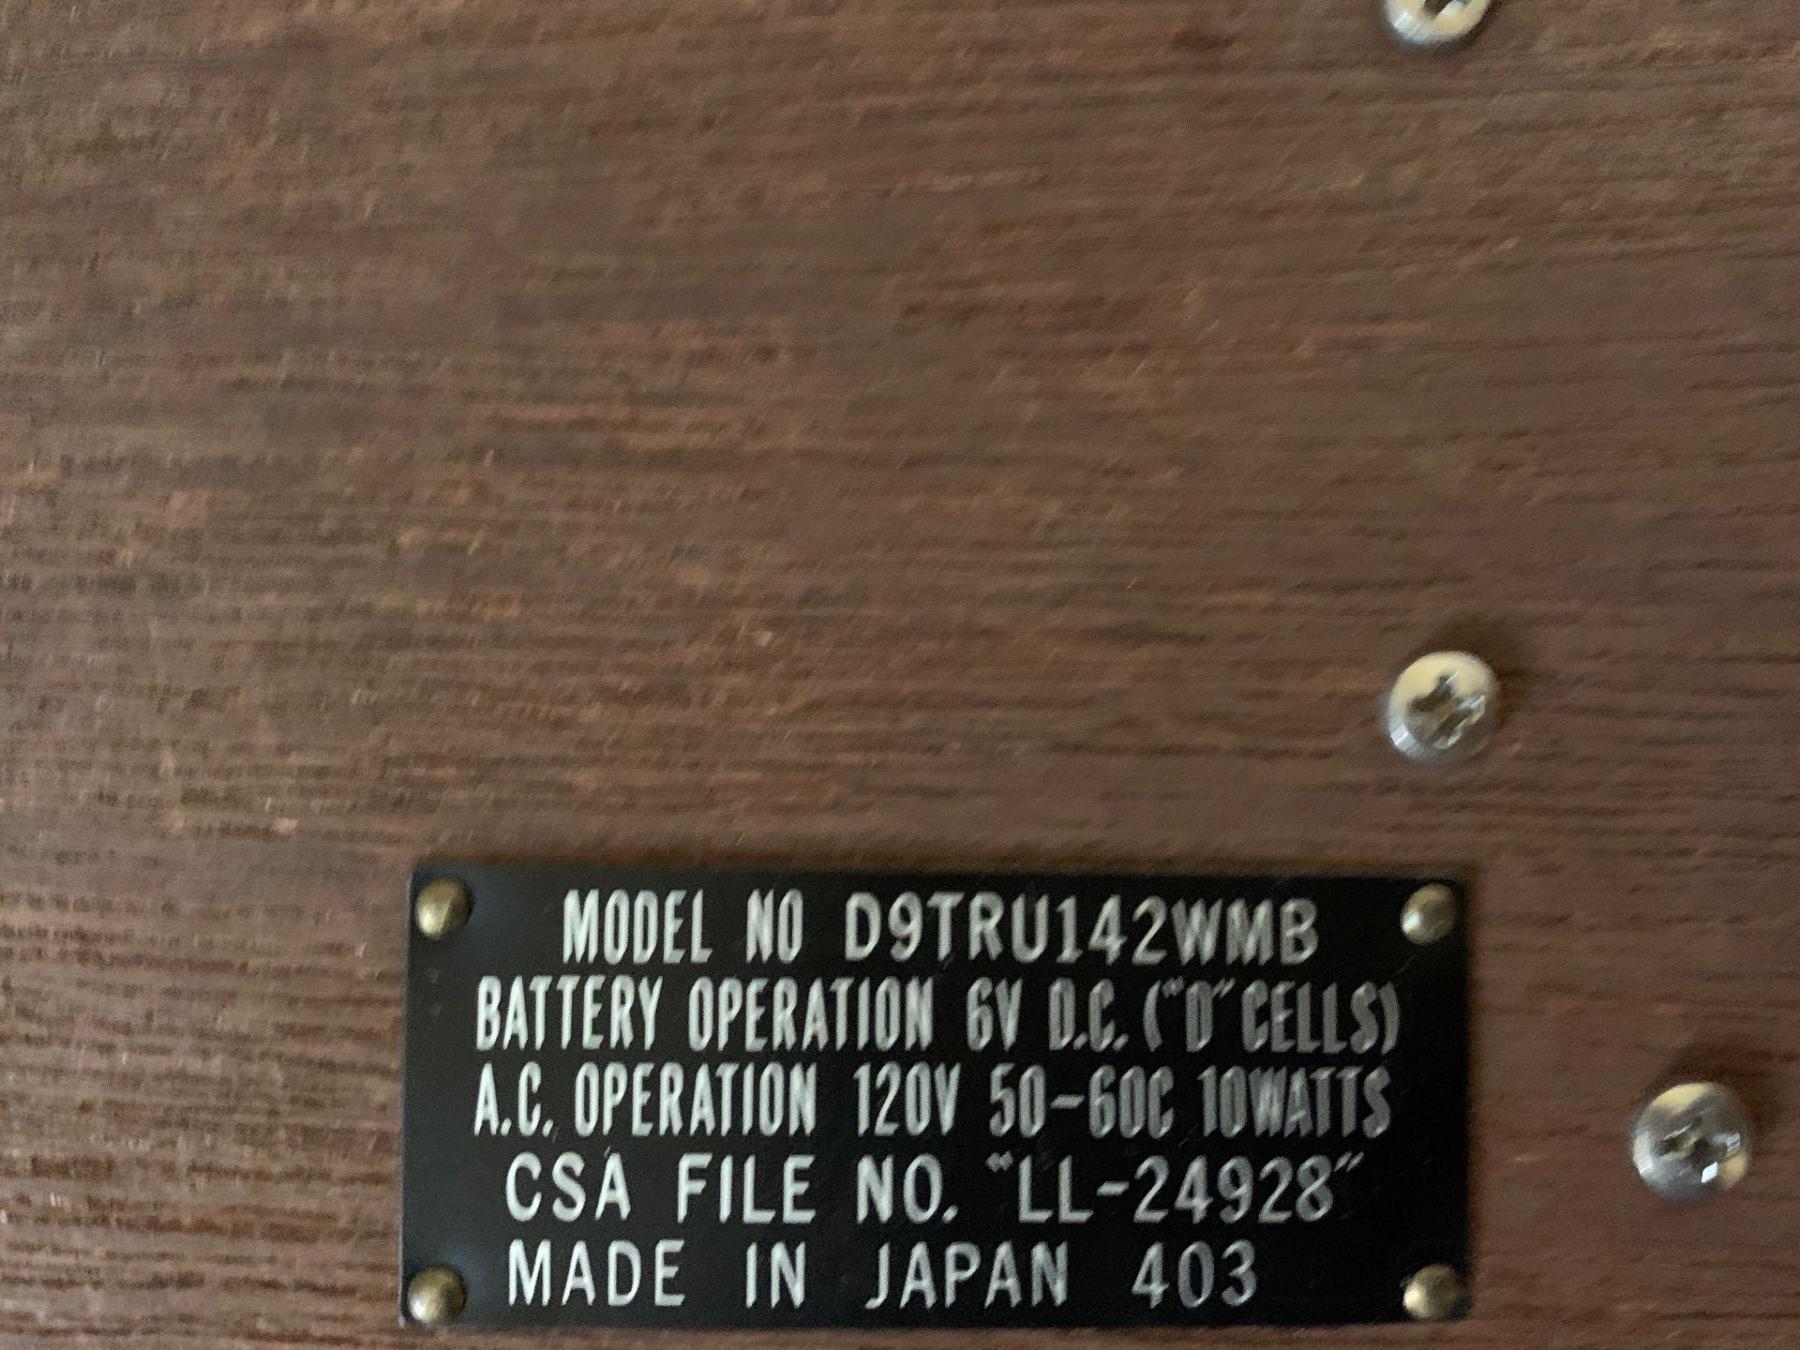 MODEL NO D9TRU142WMB
BATTERY OPERATION 6V D.C. ("D" CELLS)
A.C. OPERATION 120V 50-60C 10WATTS
CSA FILE NO. "LL-24928"
MADE IN JAPAN 403